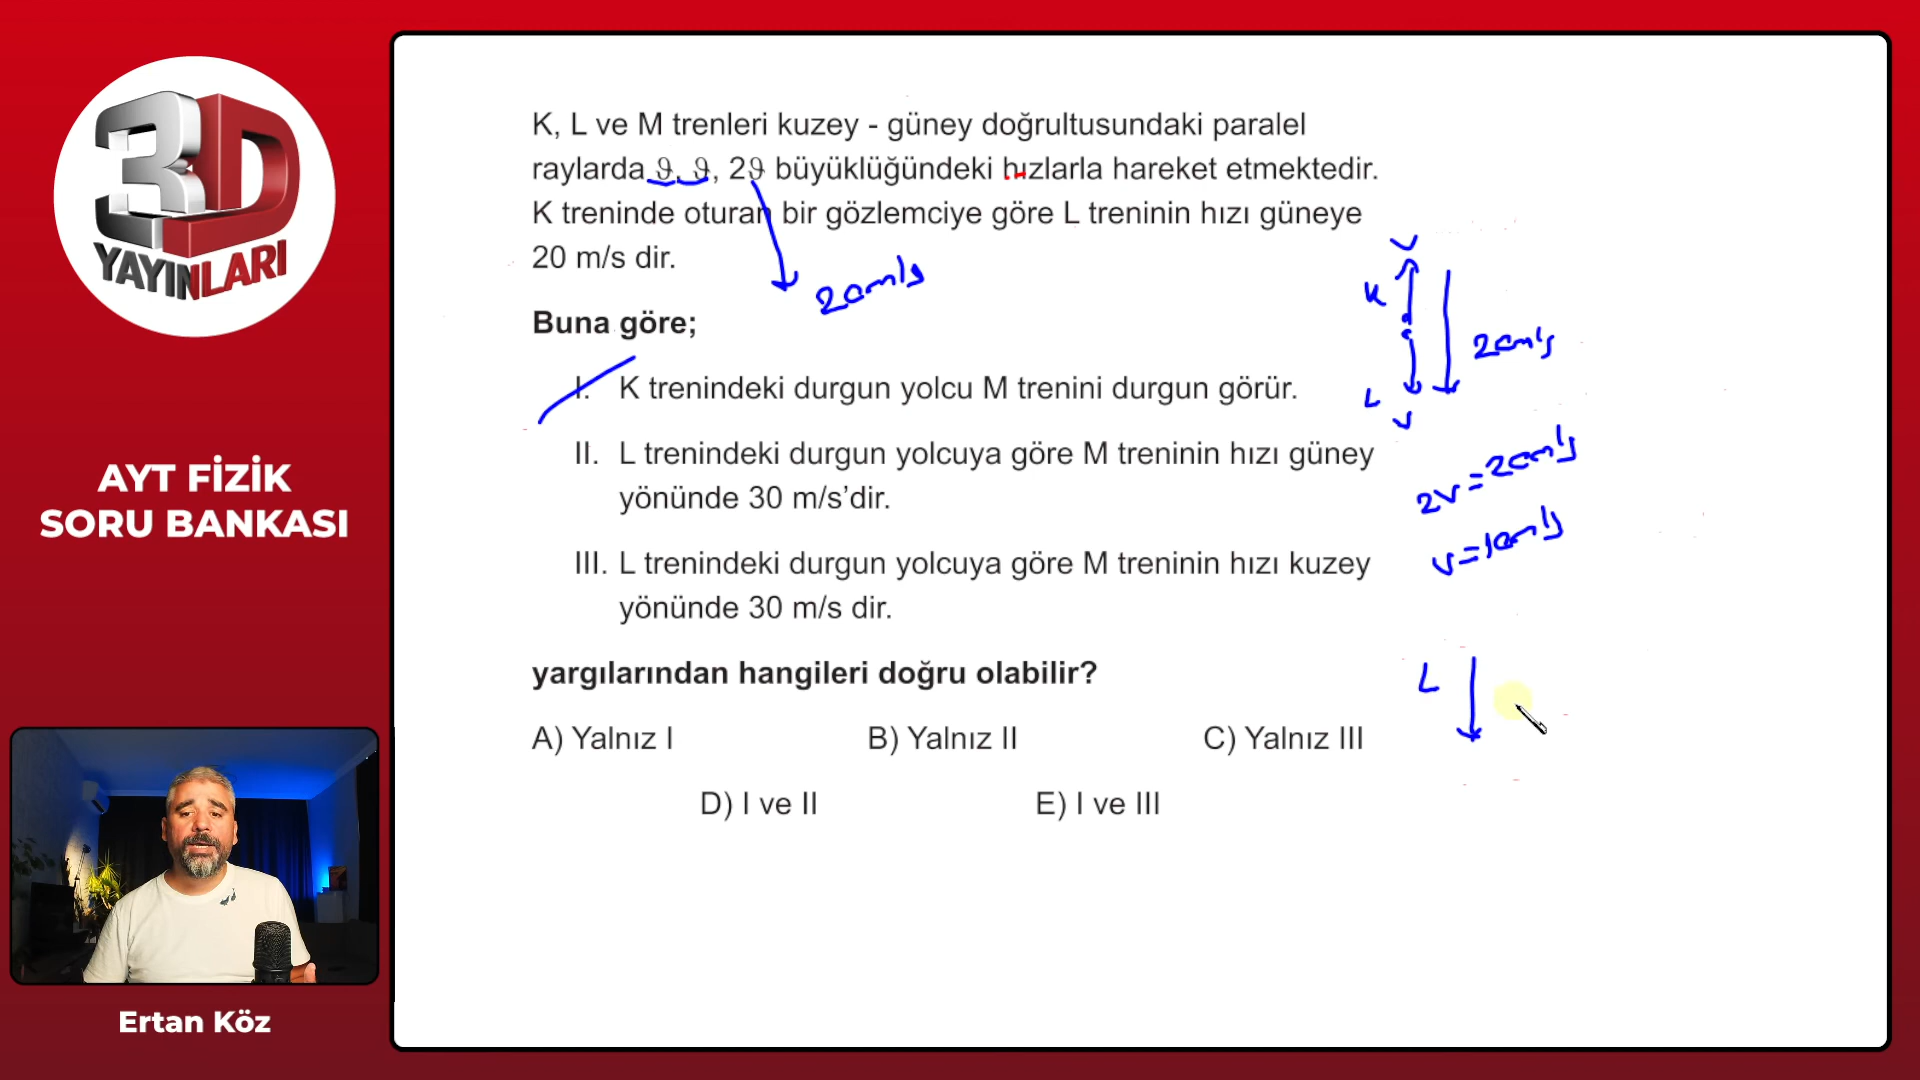 3D
YAYINLARI
AYT FİZİK
SORU BANKASI
Ertan Köz
K, L ve M trenleri kuzey - güney doğrultusundaki paralel
raylarda ϑ, ϑ, 2ϑ büyüklüğündeki hızlarla hareket etmektedir.
K treninde oturan bir gözlemciye göre L treninin hızı güneye
20 m/s dir.
20m/s
Buna göre;
I. K trenindeki durgun yolcu M trenini durgun görür.
II. L trenindeki durgun yolcuya göre M treninin hızı güney
yönünde 30 m/s’dir.
III. L trenindeki durgun yolcuya göre M treninin hızı kuzey
yönünde 30 m/s dir.
yargılarından hangileri doğru olabilir?
A) Yalnız I B) Yalnız II C) Yalnız III
D) I ve II E) I ve III
V
K
20m/s
L
V
2V=20m/s
V=10m/s
L